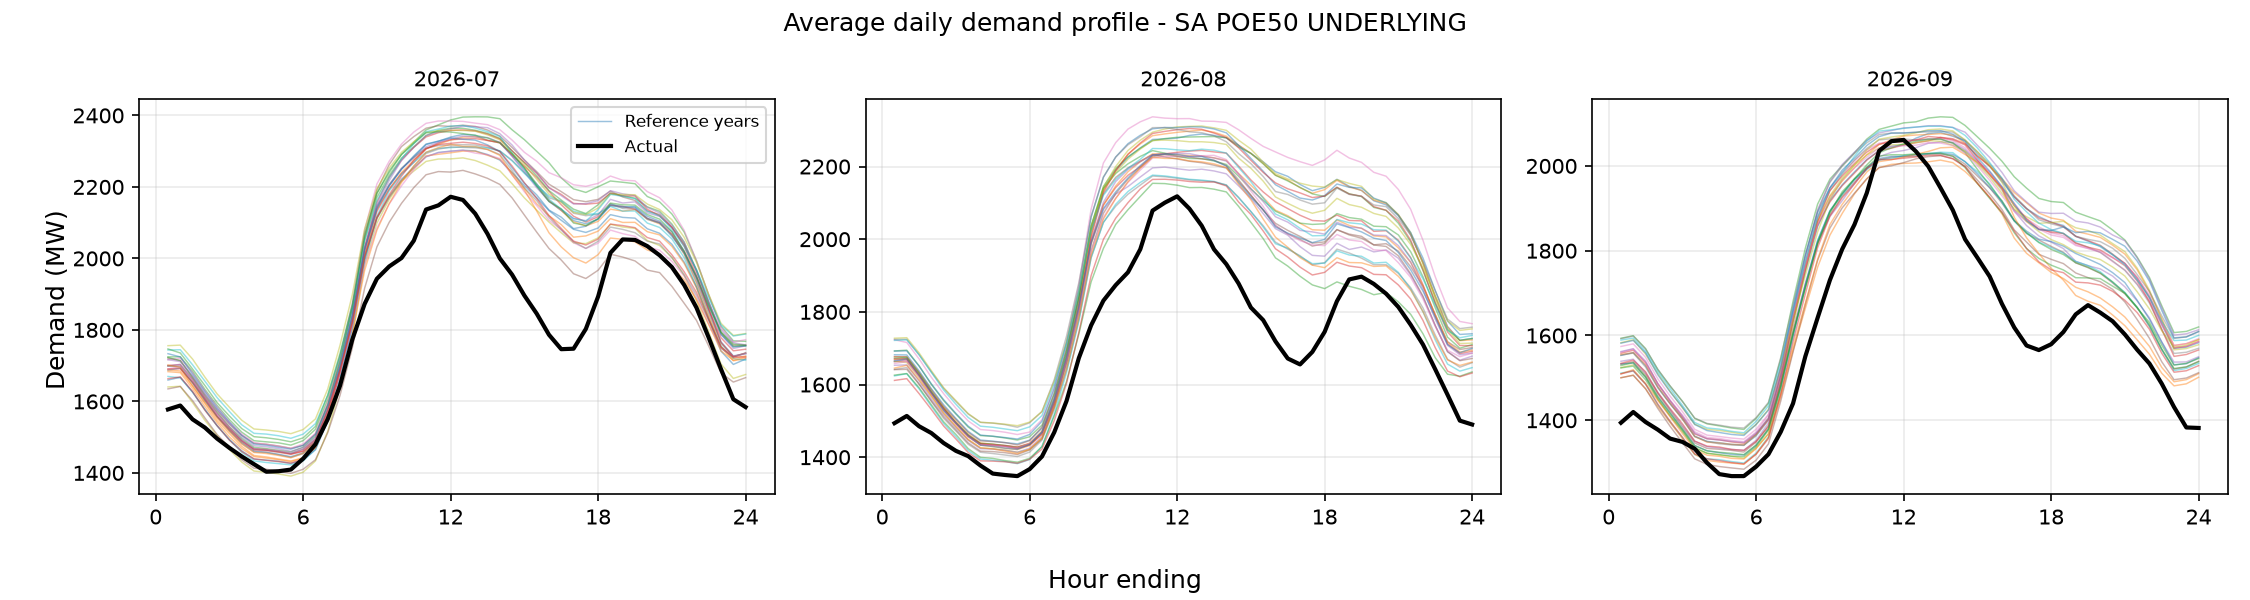 Average daily demand profile - SA POE50 UNDERLYING
2026-07
2026-08
2026-09
Demand (MW)
2400
2200
2000
1800
1600
1400
Reference years
Actual
0 6 12 18 24
2200
2000
1800
1600
1400
0 6 12 18 24
2000
1800
1600
1400
0 6 12 18 24
Hour ending